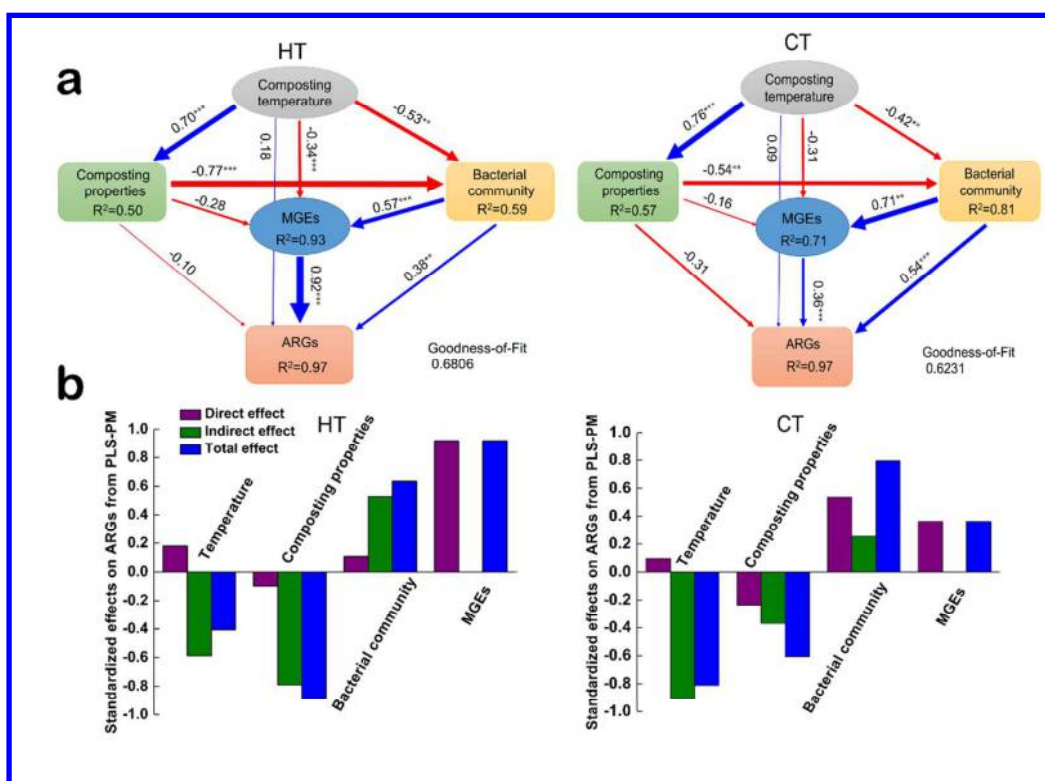 a
HT
Composting
temperature
0.70***
0.18
-0.34***
-0.53**
Composting
properties
R²=0.50
-0.77***
Bacterial
community
R²=0.59
-0.28
MGEs
R²=0.93
0.57***
-0.10
0.92***
0.38**
ARGs
R²=0.97
Goodness-of-Fit
0.6806
CT
Composting
temperature
0.76***
0.09
-0.31
-0.42**
Composting
properties
R²=0.57
-0.54**
Bacterial
community
R²=0.81
-0.16
MGEs
R²=0.71
0.71**
-0.31
0.36***
0.54***
ARGs
R²=0.97
Goodness-of-Fit
0.6231
b
Standardized effects on ARGs from PLS-PM
1.0
0.8
0.6
0.4
0.2
0.0
-0.2
-0.4
-0.6
-0.8
-1.0
Direct effect
Indirect effect
Total effect
HT
Temperature
Composting properties
Bacterial community
MGEs
Standardized effects on ARGs from PLS-PM
1.0
0.8
0.6
0.4
0.2
0.0
-0.2
-0.4
-0.6
-0.8
-1.0
CT
Temperature
Composting properties
Bacterial community
MGEs